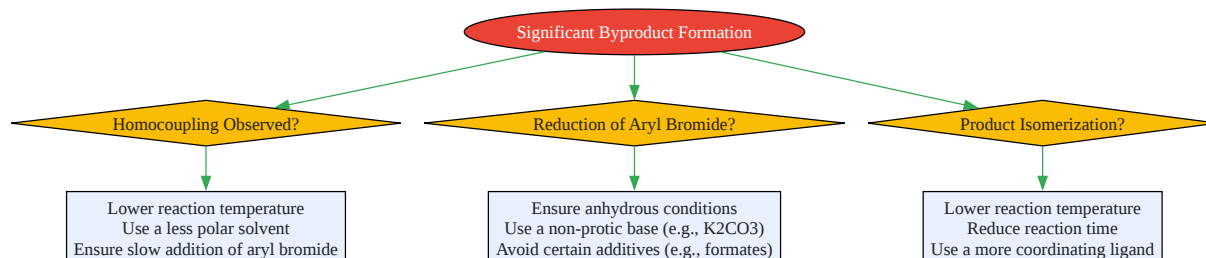 Significant Byproduct Formation
Homocoupling Observed?
Reduction of Aryl Bromide?
Product Isomerization?
Lower reaction temperature
Use a less polar solvent
Ensure slow addition of aryl bromide
Ensure anhydrous conditions
Use a non-protic base (e.g., K2CO3)
Avoid certain additives (e.g., formates)
Lower reaction temperature
Reduce reaction time
Use a more coordinating ligand